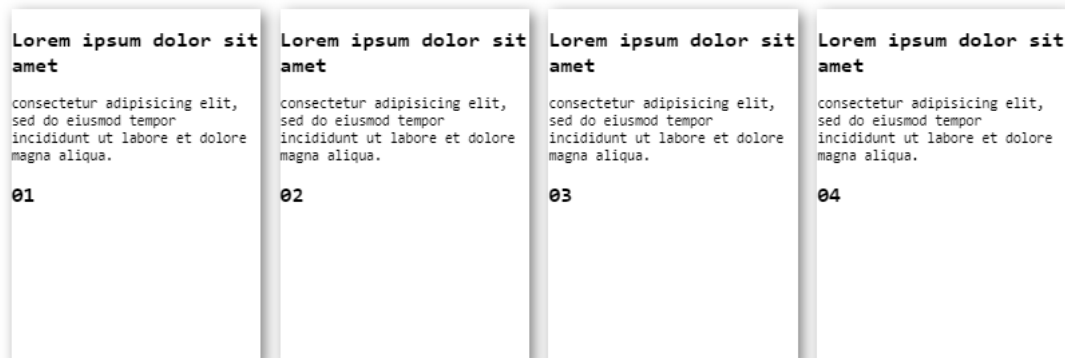 Lorem ipsum dolor sit
amet
consectetur adipisicing elit,
sed do eiusmod tempor
incididunt ut labore et dolore
magna aliqua.
01
Lorem ipsum dolor sit
amet
consectetur adipisicing elit,
sed do eiusmod tempor
incididunt ut labore et dolore
magna aliqua.
02
Lorem ipsum dolor sit
amet
consectetur adipisicing elit,
sed do eiusmod tempor
incididunt ut labore et dolore
magna aliqua.
03
Lorem ipsum dolor sit
amet
consectetur adipisicing elit,
sed do eiusmod tempor
incididunt ut labore et dolore
magna aliqua.
04